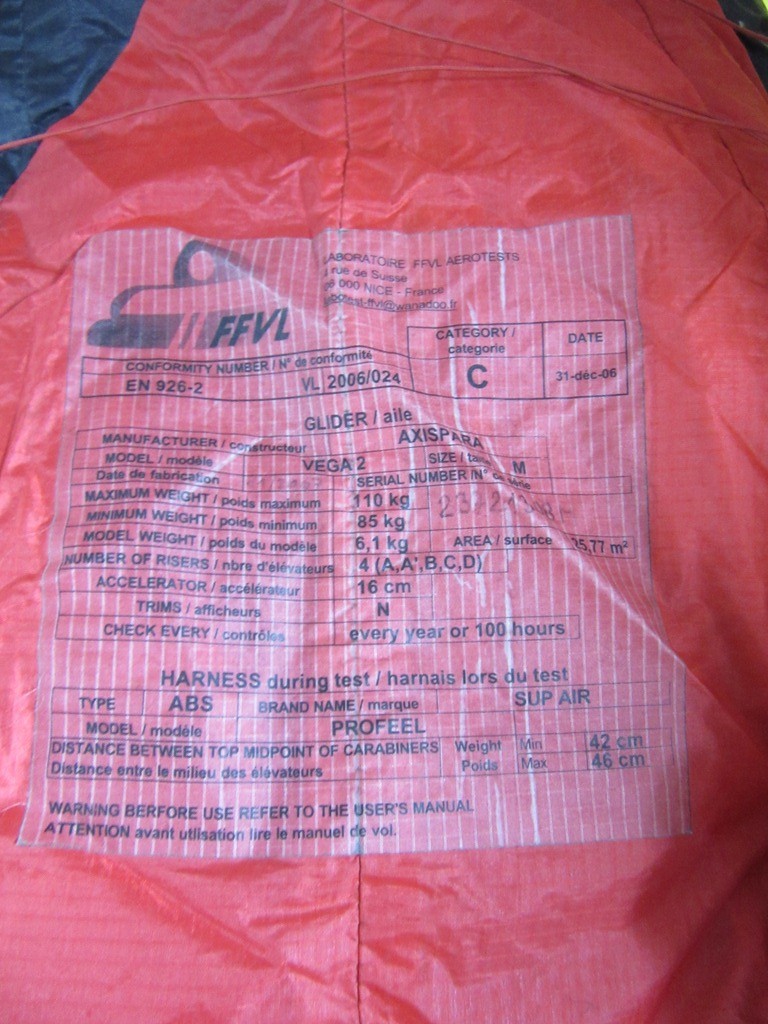 LABORATOIRE FFVL AEROTESTS
rue de Suisse
000 NICE - France
labotest-ffvl@wanadoo.fr
FFVL
CONFORMITY NUMBER / N° de conformité
EN 926-2 VL 2006/024
CATEGORY / categorie DATE
C 31-déc-06
GLIDER / aile
MANUFACTURER / constructeur AXISPARA
MODEL / modèle VEGA 2 SIZE / M
Date de fabrication SERIAL NUMBER /N° de série
MAXIMUM WEIGHT / poids maximum 110 kg
MINIMUM WEIGHT / poids minimum 85 kg
MODEL WEIGHT / poids du modèle 6,1 kg AREA / surface 25,77 m²
NUMBER OF RISERS / nbre d'élévateurs 4 (A,A',B,C,D)
ACCELERATOR / accélérateur 16 cm
TRIMS / afficheurs N
CHECK EVERY / contrôles every year or 100 hours
HARNESS during test / harnais lors du test
TYPE ABS BRAND NAME / marque SUP AIR
MODEL / modèle PROFEEL
DISTANCE BETWEEN TOP MIDPOINT OF CARABINERS Weight Min 42 cm
Distance entre le milieu des élévateurs Poids Max 46 cm
WARNING BERFORE USE REFER TO THE USER'S MANUAL
ATTENTION avant utlisation lire le manuel de vol.